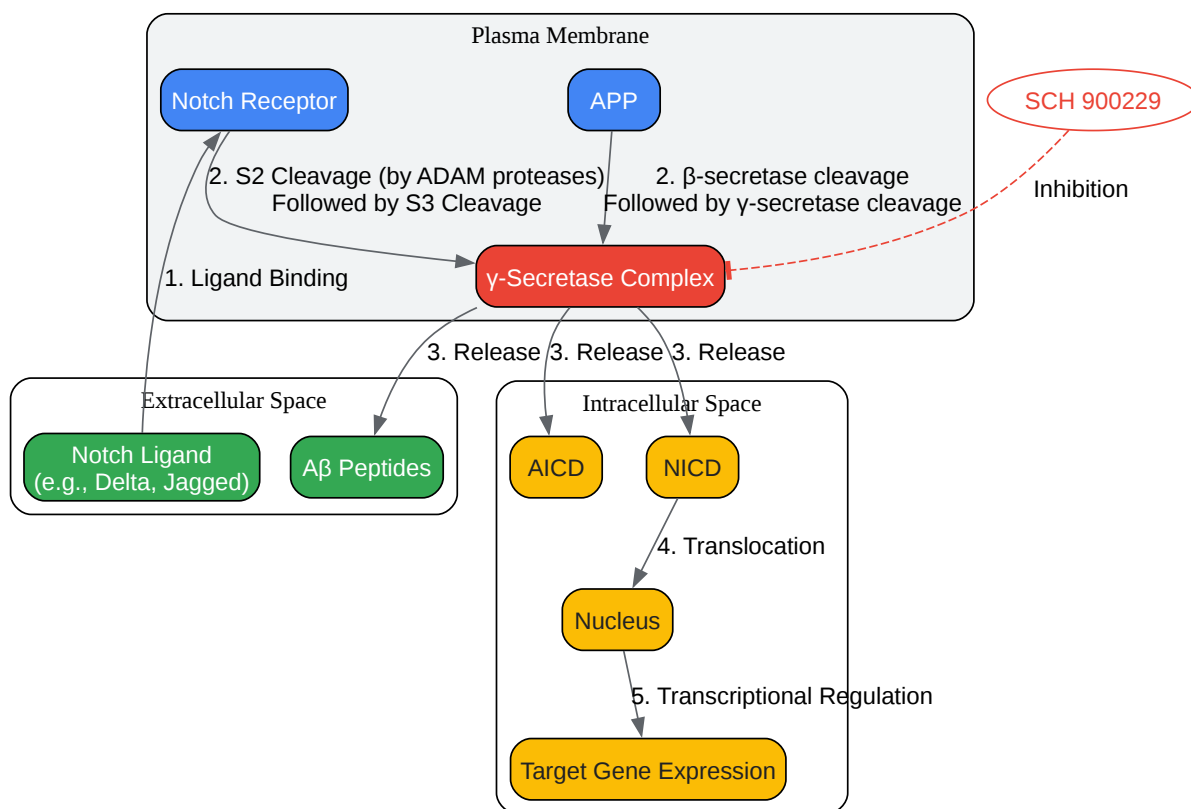 Plasma Membrane
Notch Receptor
APP
SCH 900229
2. S2 Cleavage (by ADAM proteases)
Followed by S3 Cleavage
2. β-secretase cleavage
Followed by γ-secretase cleavage
Inhibition
1. Ligand Binding
γ-Secretase Complex
3. Release
3. Release
3. Release
Extracellular Space
Notch Ligand
(e.g., Delta, Jagged)
Aβ Peptides
Intracellular Space
AICD
NICD
4. Translocation
Nucleus
5. Transcriptional Regulation
Target Gene Expression